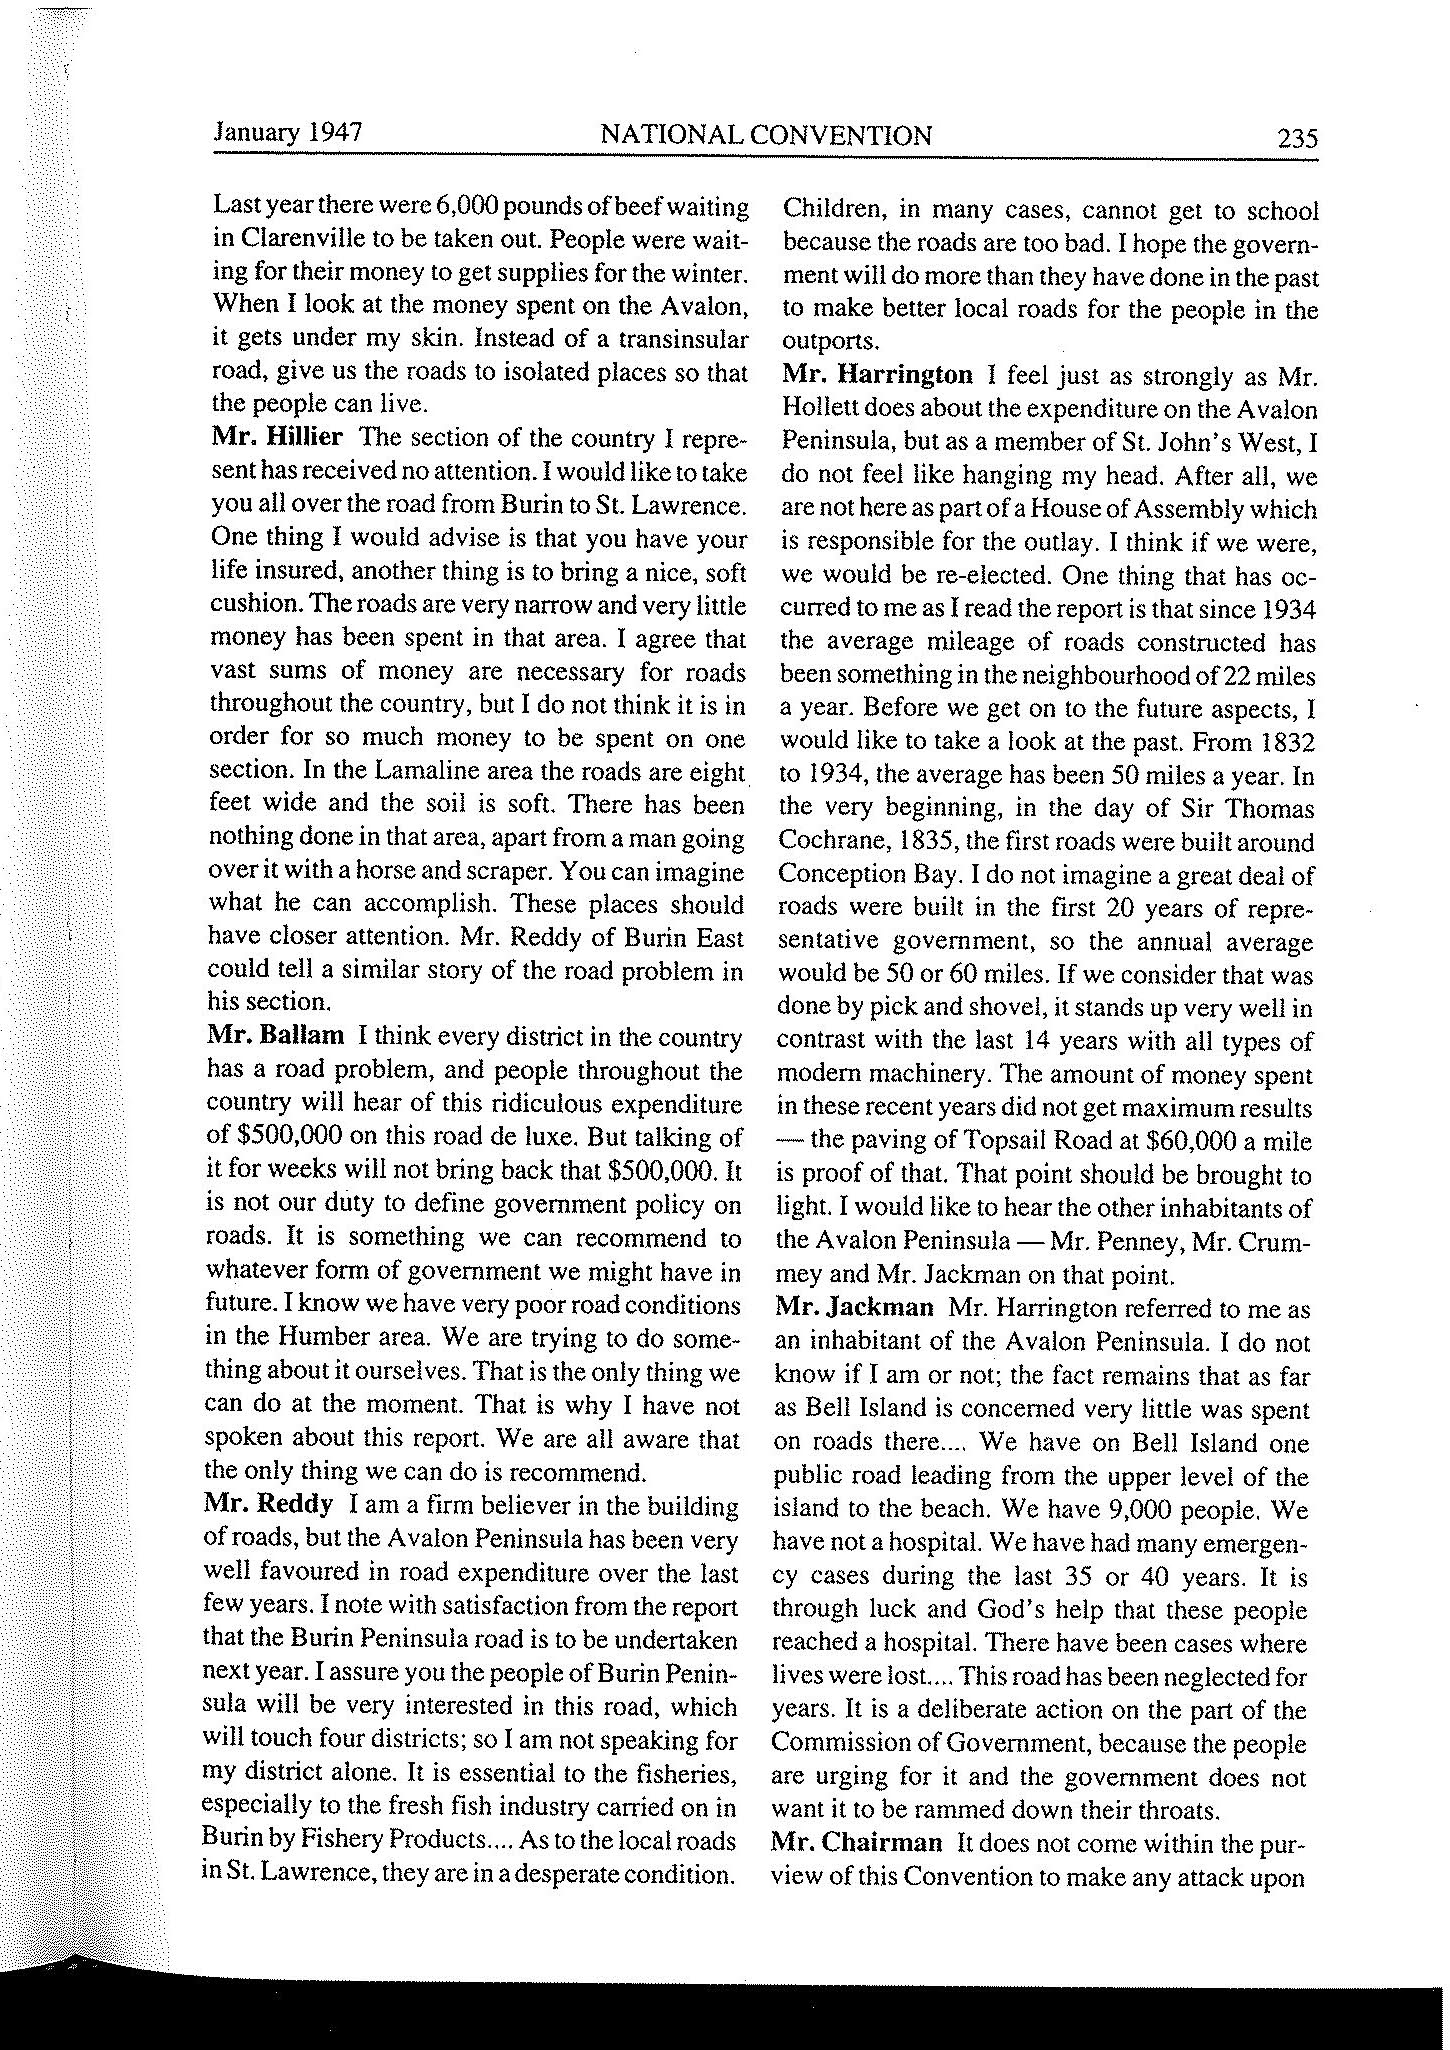 January 1947
NATIONAL CONVENTION
235
Last year there were 6,000 pounds of beef waiting
in Clarenville to be taken out. People were wait-
ing for their money to get supplies for the winter.
When I look at the money spent on the Avalon,
it gets under my skin. Instead of a transinsular
road, give us the roads to isolated places so that
the people can live.
Mr. Hillier The section of the country I repre-
sent has received no attention. I would like to take
you all over the road from Burin to St. Lawrence.
One thing I would advise is that you have your
life insured, another thing is to bring a nice, soft
cushion. The roads are very narrow and very little
money has been spent in that area. I agree that
vast sums of money are necessary for roads
throughout the country, but I do not think it is in
order for so much money to be spent on one
section. In the Lamaline area the roads are eight
feet wide and the soil is soft. There has been
nothing done in that area, apart from a man going
over it with a horse and scraper. You can imagine
what he can accomplish. These places should
have closer attention. Mr. Reddy of Burin East
could tell a similar story of the road problem in
his section.
Mr. Ballam I think every district in the country
has a road problem, and people throughout the
country will hear of this ridiculous expenditure
of $500,000 on this road de luxe. But talking of
it for weeks will not bring back that $500,000. It
is not our duty to define government policy on
roads. It is something we can recommend to
whatever form of government we might have in
future. I know we have very poor road conditions
in the Humber area. We are trying to do some-
thing about it ourselves. That is the only thing we
can do at the moment. That is why I have not
spoken about this report. We are all aware that
the only thing we can do is recommend.
Mr. Reddy I am a firm believer in the building
of roads, but the Avalon Peninsula has been very
well favoured in road expenditure over the last
few years. I note with satisfaction from the report
that the Burin Peninsula road is to be undertaken
next year. I assure you the people of Burin Penin-
sula will be very interested in this road, which
will touch four districts; so I am not speaking for
my district alone. It is essential to the fisheries,
especially to the fresh fish industry carried on in
Burin by Fishery Products.... As to the local roads
in St. Lawrence, they are in a desperate condition.
Children, in many cases, cannot get to school
because the roads are too bad. I hope the govern-
ment will do more than they have done in the past
to make better local roads for the people in the
outports.
Mr. Harrington I feel just as strongly as Mr.
Hollett does about the expenditure on the Avalon
Peninsula, but as a member of St. John's West, I
do not feel like hanging my head. After all, we
are not here as part of a House of Assembly which
is responsible for the outlay. I think if we were,
we would be re-elected. One thing that has oc-
curred to me as I read the report is that since 1934
the average mileage of roads constructed has
been something in the neighbourhood of 22 miles
a year. Before we get on to the future aspects, I
would like to take a look at the past. From 1832
to 1934, the average has been 50 miles a year. In
the very beginning, in the day of Sir Thomas
Cochrane, 1835, the first roads were built around
Conception Bay. I do not imagine a great deal of
roads were built in the first 20 years of repre-
sentative government, so the annual average
would be 50 or 60 miles. If we consider that was
done by pick and shovel, it stands up very well in
contrast with the last 14 years with all types of
modern machinery. The amount of money spent
in these recent years did not get maximum results
— the paving of Topsail Road at $60,000 a mile
is proof of that. That point should be brought to
light. I would like to hear the other inhabitants of
the Avalon Peninsula — Mr. Penney, Mr. Crum-
mey and Mr. Jackman on that point.
Mr. Jackman Mr. Harrington referred to me as
an inhabitant of the Avalon Peninsula. I do not
know if I am or not; the fact remains that as far
as Bell Island is concerned very little was spent
on roads there.... We have on Bell Island one
public road leading from the upper level of the
island to the beach. We have 9,000 people. We
have not a hospital. We have had many emergen-
cy cases during the last 35 or 40 years. It is
through luck and God's help that these people
reached a hospital. There have been cases where
lives were lost.... This road has been neglected for
years. It is a deliberate action on the part of the
Commission of Government, because the people
are urging for it and the government does not
want it to be rammed down their throats.
Mr. Chairman It does not come within the pur-
view of this Convention to make any attack upon